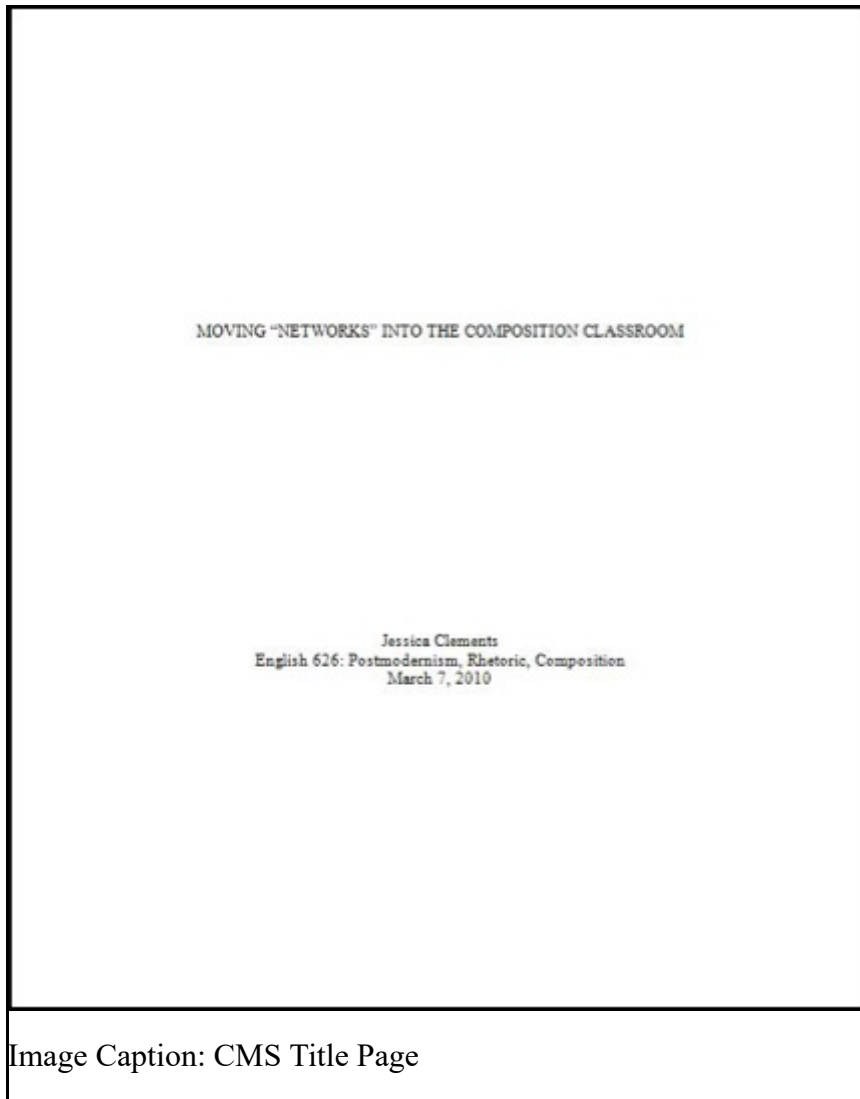 MOVING “NETWORKS” INTO THE COMPOSITION CLASSROOM
Jessica Clements
English 626: Postmodernism, Rhetoric, Composition
March 7, 2010
Image Caption: CMS Title Page